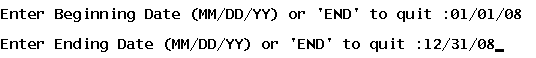 Enter Beginning Date (MM/DD/YY) or 'END' to quit :01/01/08
Enter Ending Date (MM/DD/YY) or 'END' to quit :12/31/08_